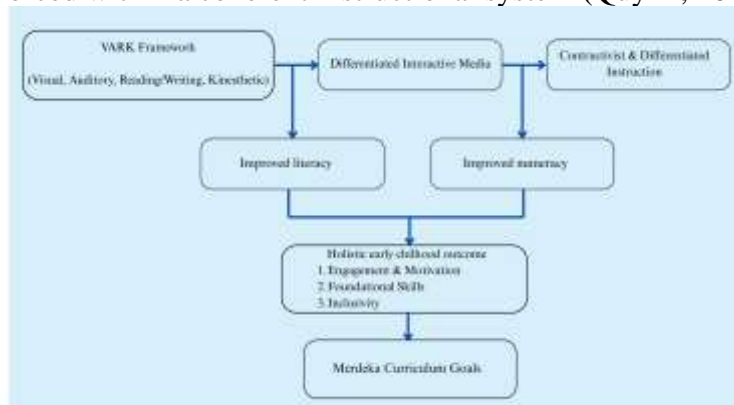 VARK Framework
(Visual, Auditory, Reading/Writing, Kinesthetic)
Differentiated Interactive Media
Contractivist & Differentiated
Instruction
Improved literacy
Improved numeracy
Holistic early childhood outcome
1. Engagement & Motivation
2. Foundational Skills
3. Inclusivity
Merdeka Curriculum Goals